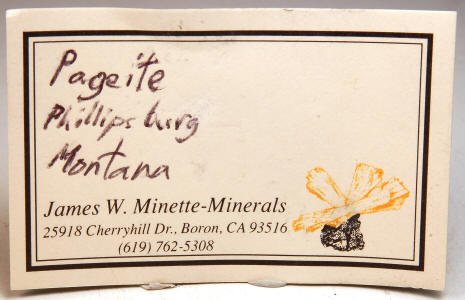 Pageite
Phillipsburg
Montana
James W. Minette-Minerals
25918 Cherryhill Dr., Boron, CA 93516
(619) 762-5308